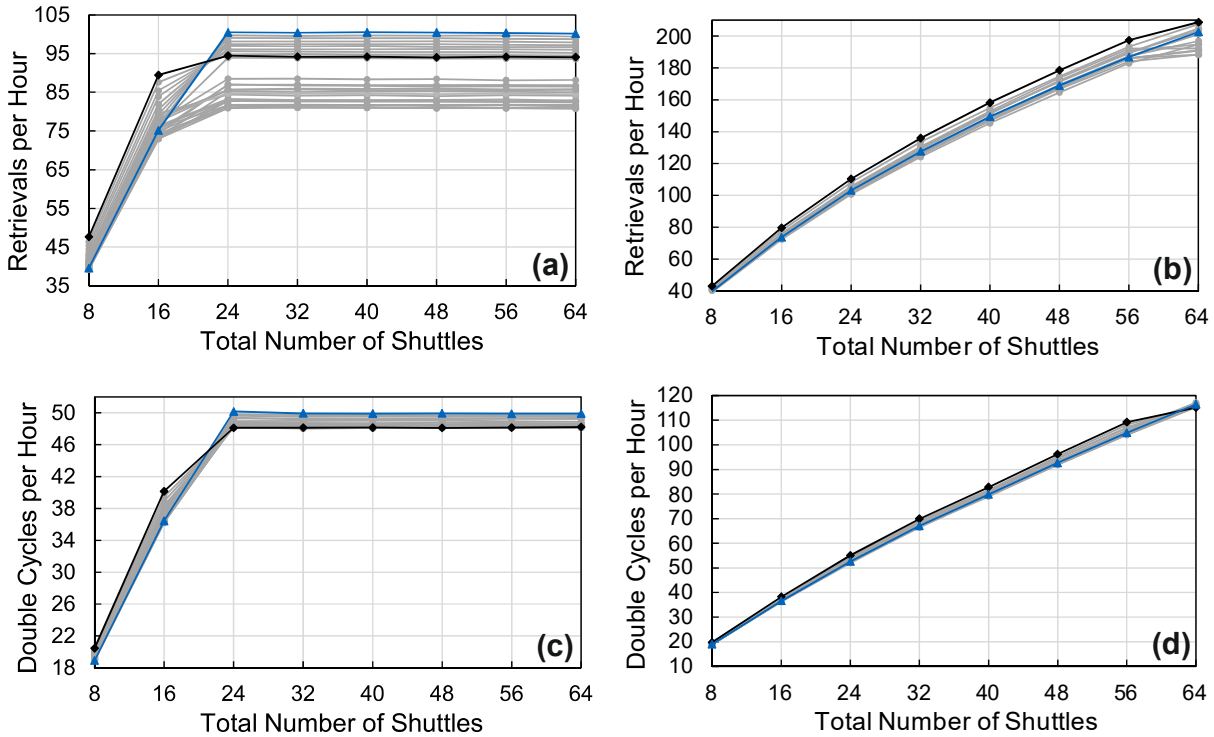 Retrievals per Hour
105
95
85
75
65
55
45
35
8 16 24 32 40 48 56 64
Total Number of Shuttles
(a)
Retrievals per Hour
200
180
160
140
120
100
80
60
40
8 16 24 32 40 48 56 64
Total Number of Shuttles
(b)
Double Cycles per Hour
50
46
42
38
34
30
26
22
18
8 16 24 32 40 48 56 64
Total Number of Shuttles
(c)
Double Cycles per Hour
120
110
100
90
80
70
60
50
40
30
20
10
8 16 24 32 40 48 56 64
Total Number of Shuttles
(d)